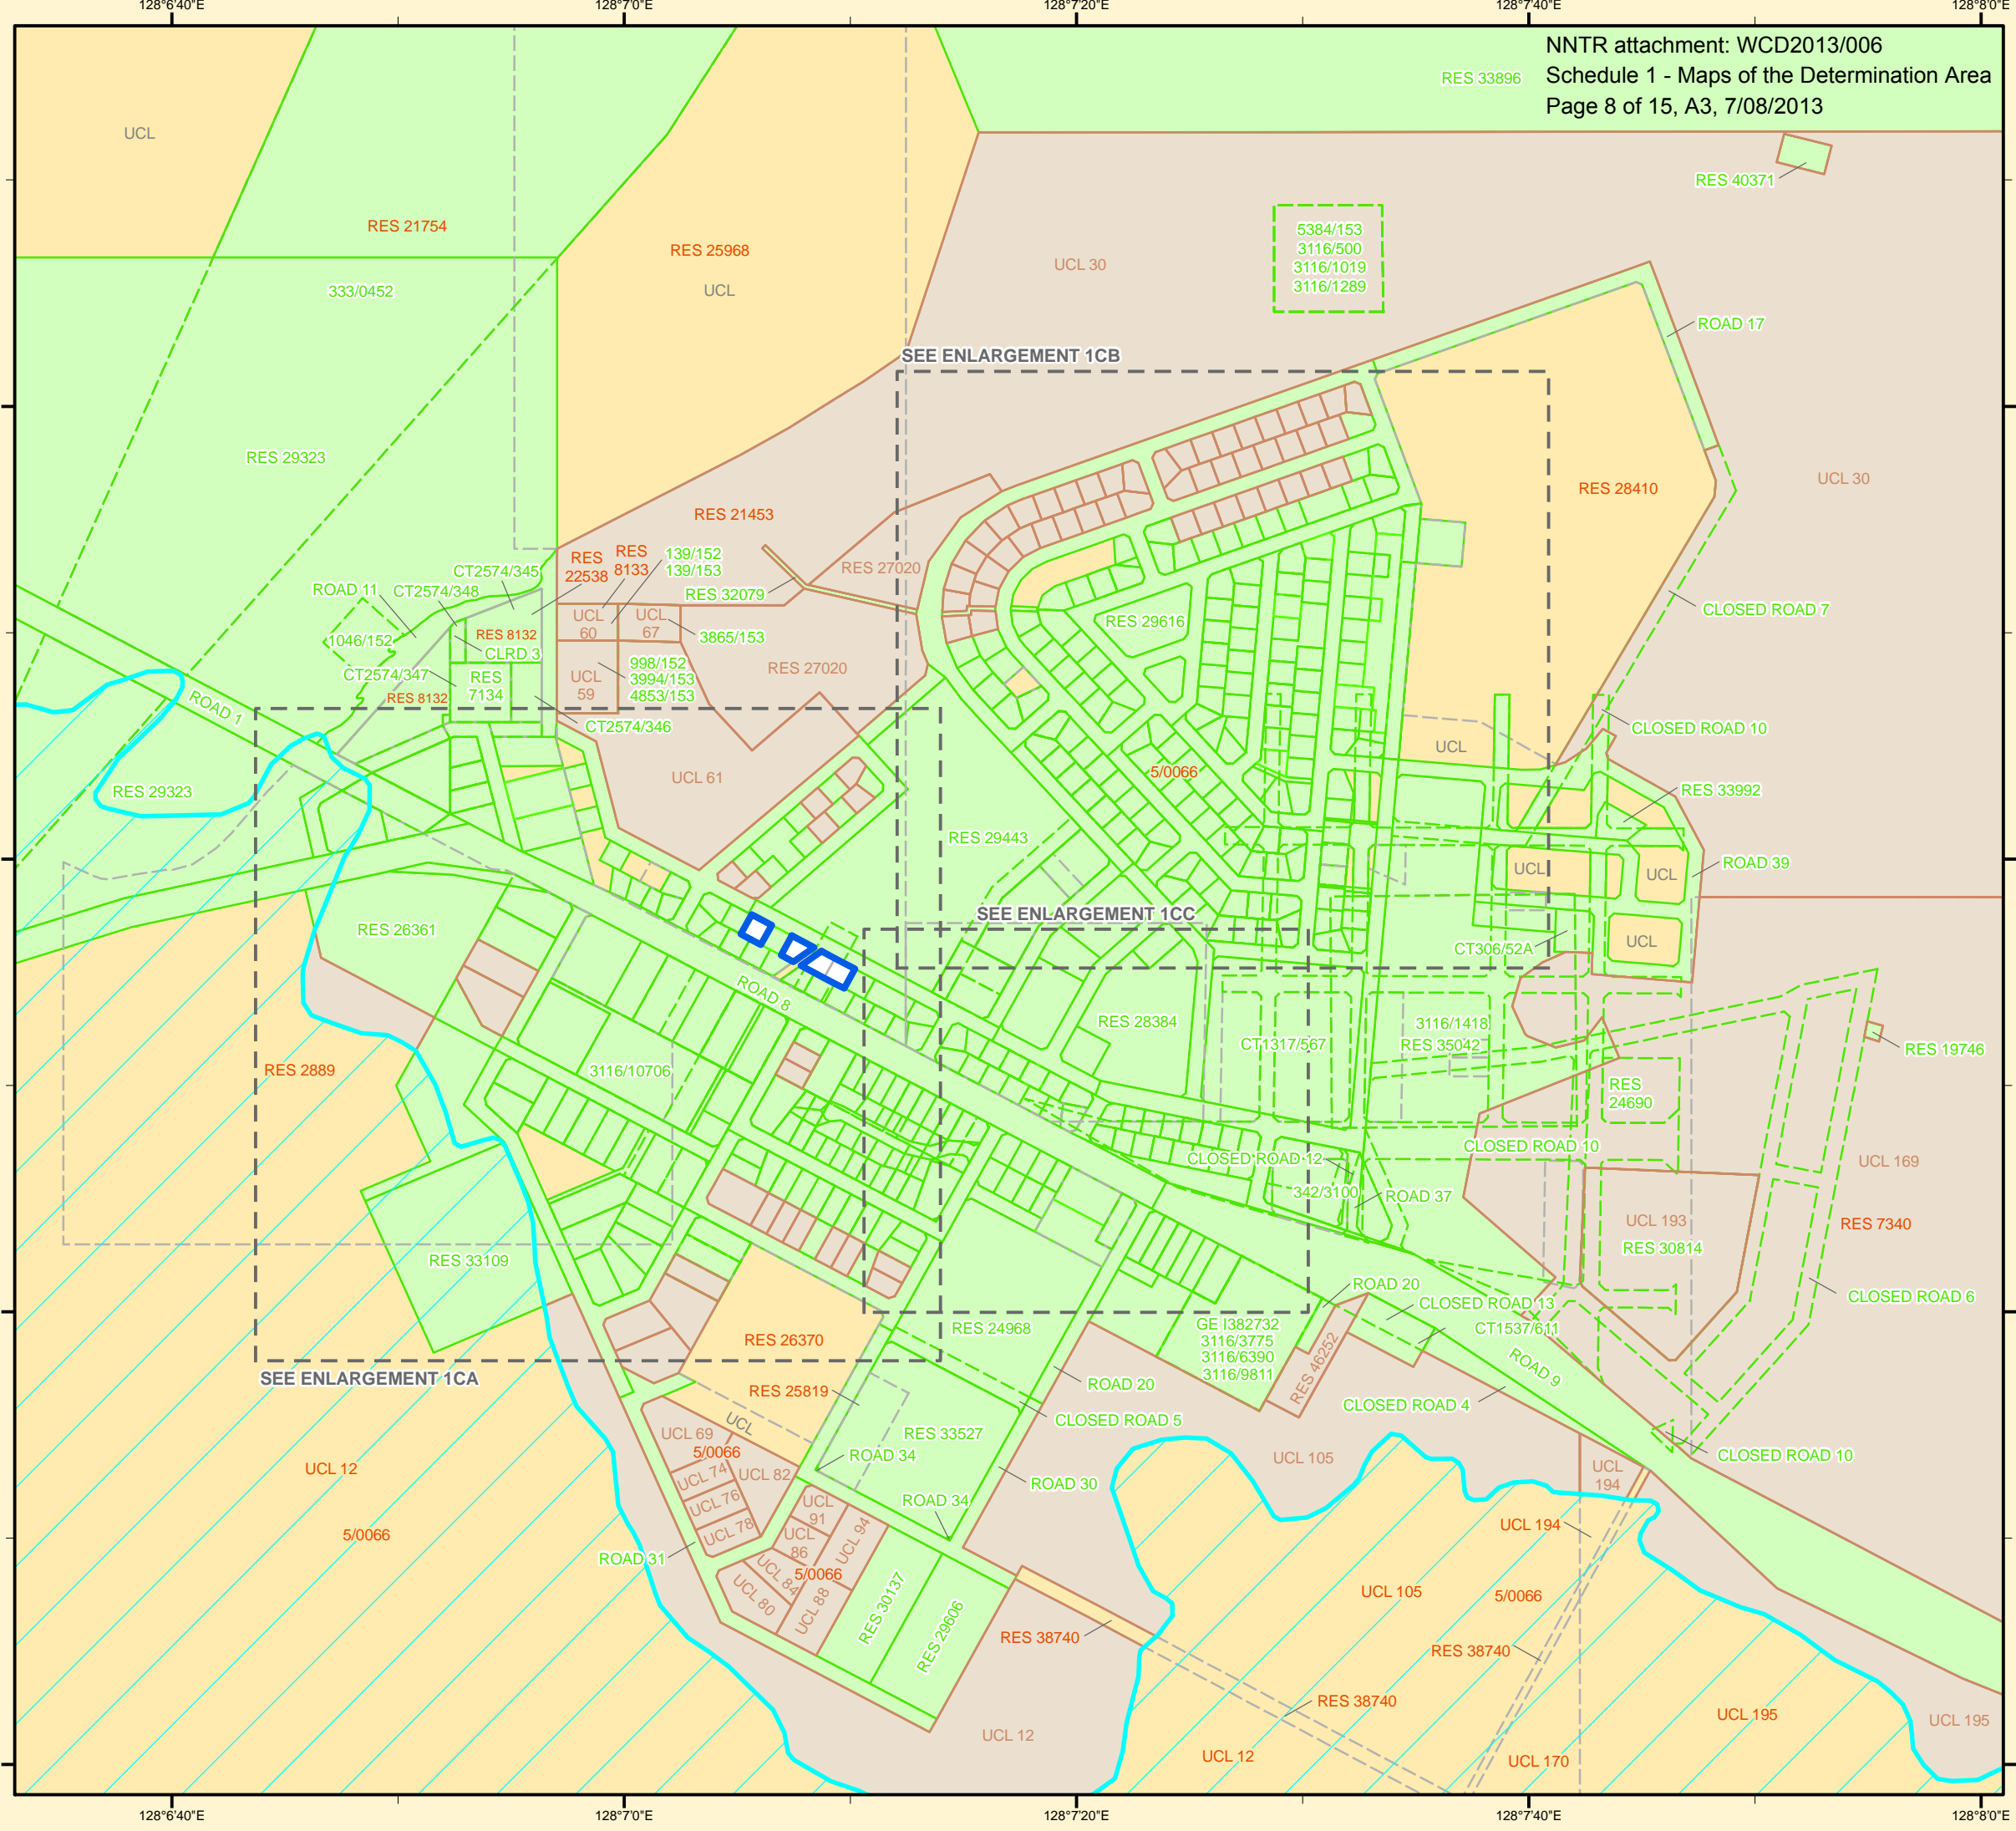 128°6'40"E
128°7'0"E
128°7'20"E
128°7'40"E
128°8'0"E
NNTR attachment: WCD2013/006
Schedule 1 - Maps of the Determination Area
Page 8 of 15, A3, 7/08/2013
RES 33896
UCL
RES 40371
RES 21754
RES 25968
UCL
UCL 30
5384/153
3116/500
3116/1019
3116/1289
333/0452
ROAD 17
SEE ENLARGEMENT 1CB
RES 29323
UCL 30
RES 28410
RES 21453
139/152
139/153
RES
8133
RES
22538
CT2574/345
RES 27020
ROAD 11
CT2574/348
RES 32079
CLOSED ROAD 7
UCL
60
UCL
67
RES 29616
1046/152
RES 8132
3865/153
CLRD 3
998/152
3994/153
4853/153
RES 27020
CT2574/347
RES
7134
UCL
59
RES 8132
ROAD 1
CT2574/346
CLOSED ROAD 10
UCL
5/0066
UCL 61
RES 29323
RES 33992
RES 29443
ROAD 39
UCL
UCL
SEE ENLARGEMENT 1CC
RES 26361
UCL
CT306/52A
ROAD 8
RES 28384
3116/1418
RES 35042
CT1317/567
RES 19746
RES 2889
3116/10706
RES
24690
CLOSED ROAD 10
CLOSED ROAD 12
UCL 169
342/3100
ROAD 37
UCL 193
RES 7340
RES 30814
RES 33109
ROAD 20
CLOSED ROAD 6
CLOSED ROAD 13
GE I382732
3116/3775
3116/6390
3116/9811
CT1537/611
RES 24968
RES 26370
RES 46252
ROAD 9
SEE ENLARGEMENT 1CA
ROAD 20
RES 25819
CLOSED ROAD 4
CLOSED ROAD 5
UCL
UCL 69
RES 33527
5/0066
ROAD 34
CLOSED ROAD 10
UCL 105
UCL 12
UCL 74
UCL 82
UCL
194
ROAD 30
UCL 76
ROAD 34
UCL
91
UCL 194
UCL 78
5/0066
UCL
86
UCL 94
ROAD 31
UCL 84
5/0066
UCL 105
5/0066
UCL 80
UCL 88
RES 30137
RES 29606
RES 38740
RES 38740
RES 38740
UCL 195
UCL 195
UCL 12
UCL 12
UCL 170
128°6'40"E
128°7'0"E
128°7'20"E
128°7'40"E
128°8'0"E